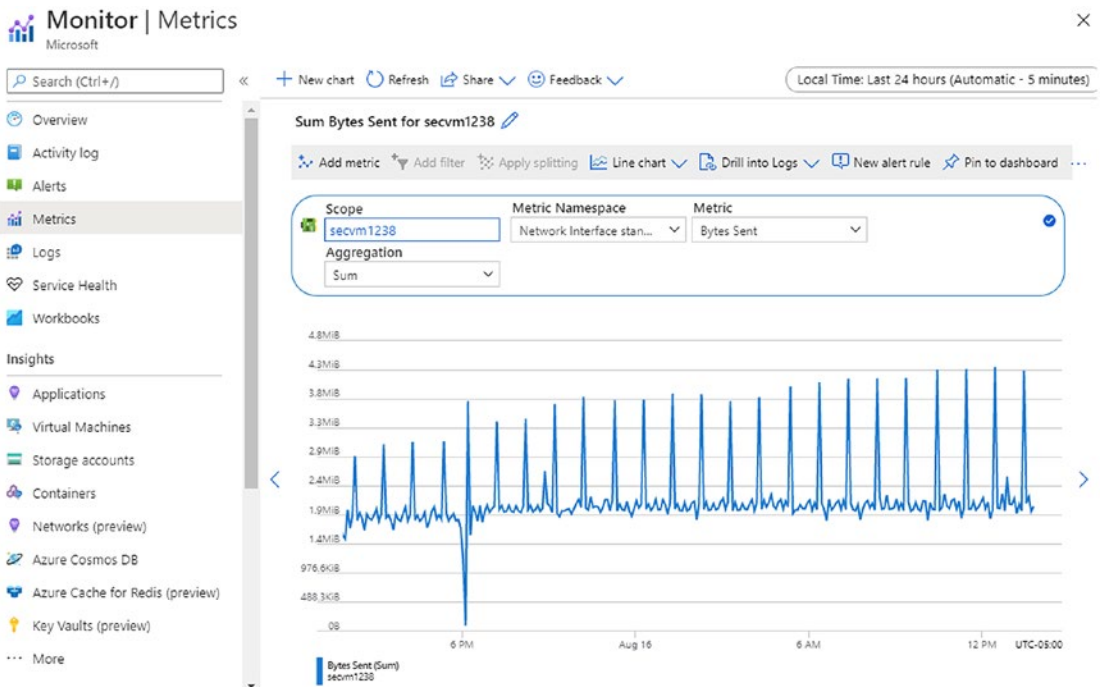 Monitor | Metrics
Microsoft
Search (Ctrl+/)
«
Overview
Activity log
Alerts
Metrics
Logs
Service Health
Workbooks
Insights
Applications
Virtual Machines
Storage accounts
Containers
Networks (preview)
Azure Cosmos DB
Azure Cache for Redis (preview)
Key Vaults (preview)
More
New chart Refresh Share Feedback
Local Time: Last 24 hours (Automatic - 5 minutes)
Sum Bytes Sent for secvm1238
Add metric Add filter Apply splitting Line chart Drill into Logs New alert rule Pin to dashboard ...
Scope Metric Namespace Metric
secvm1238 Network Interface stan... Bytes Sent
Aggregation
Sum
4.8MiB
4.3MiB
3.8MiB
3.3MiB
2.9MiB
2.4MiB
1.9MiB
1.4MiB
976.6KiB
488.3KiB
0B
6 PM Aug 16 6 AM 12 PM UTC-05:00
Bytes Sent (Sum)
secvm1238